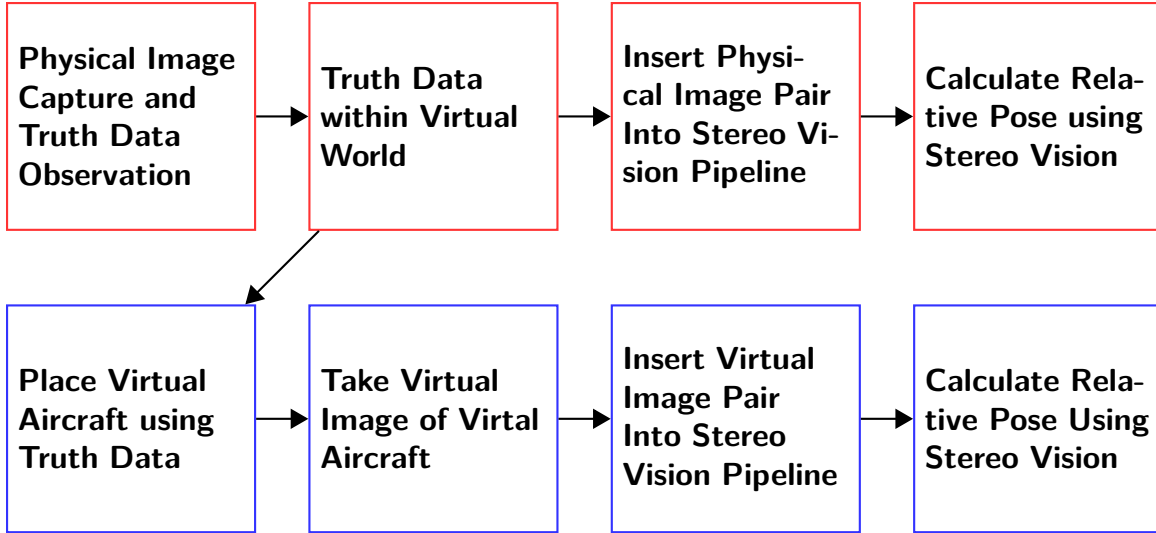 Physical Image
Capture and
Truth Data
Observation
Truth Data
within Virtual
World
Insert Physi-
cal Image Pair
Into Stereo Vi-
sion Pipeline
Calculate Rela-
tive Pose using
Stereo Vision
Place Virtual
Aircraft using
Truth Data
Take Virtual
Image of Virtal
Aircraft
Insert Virtual
Image Pair
Into Stereo
Vision Pipeline
Calculate Rela-
tive Pose Using
Stereo Vision